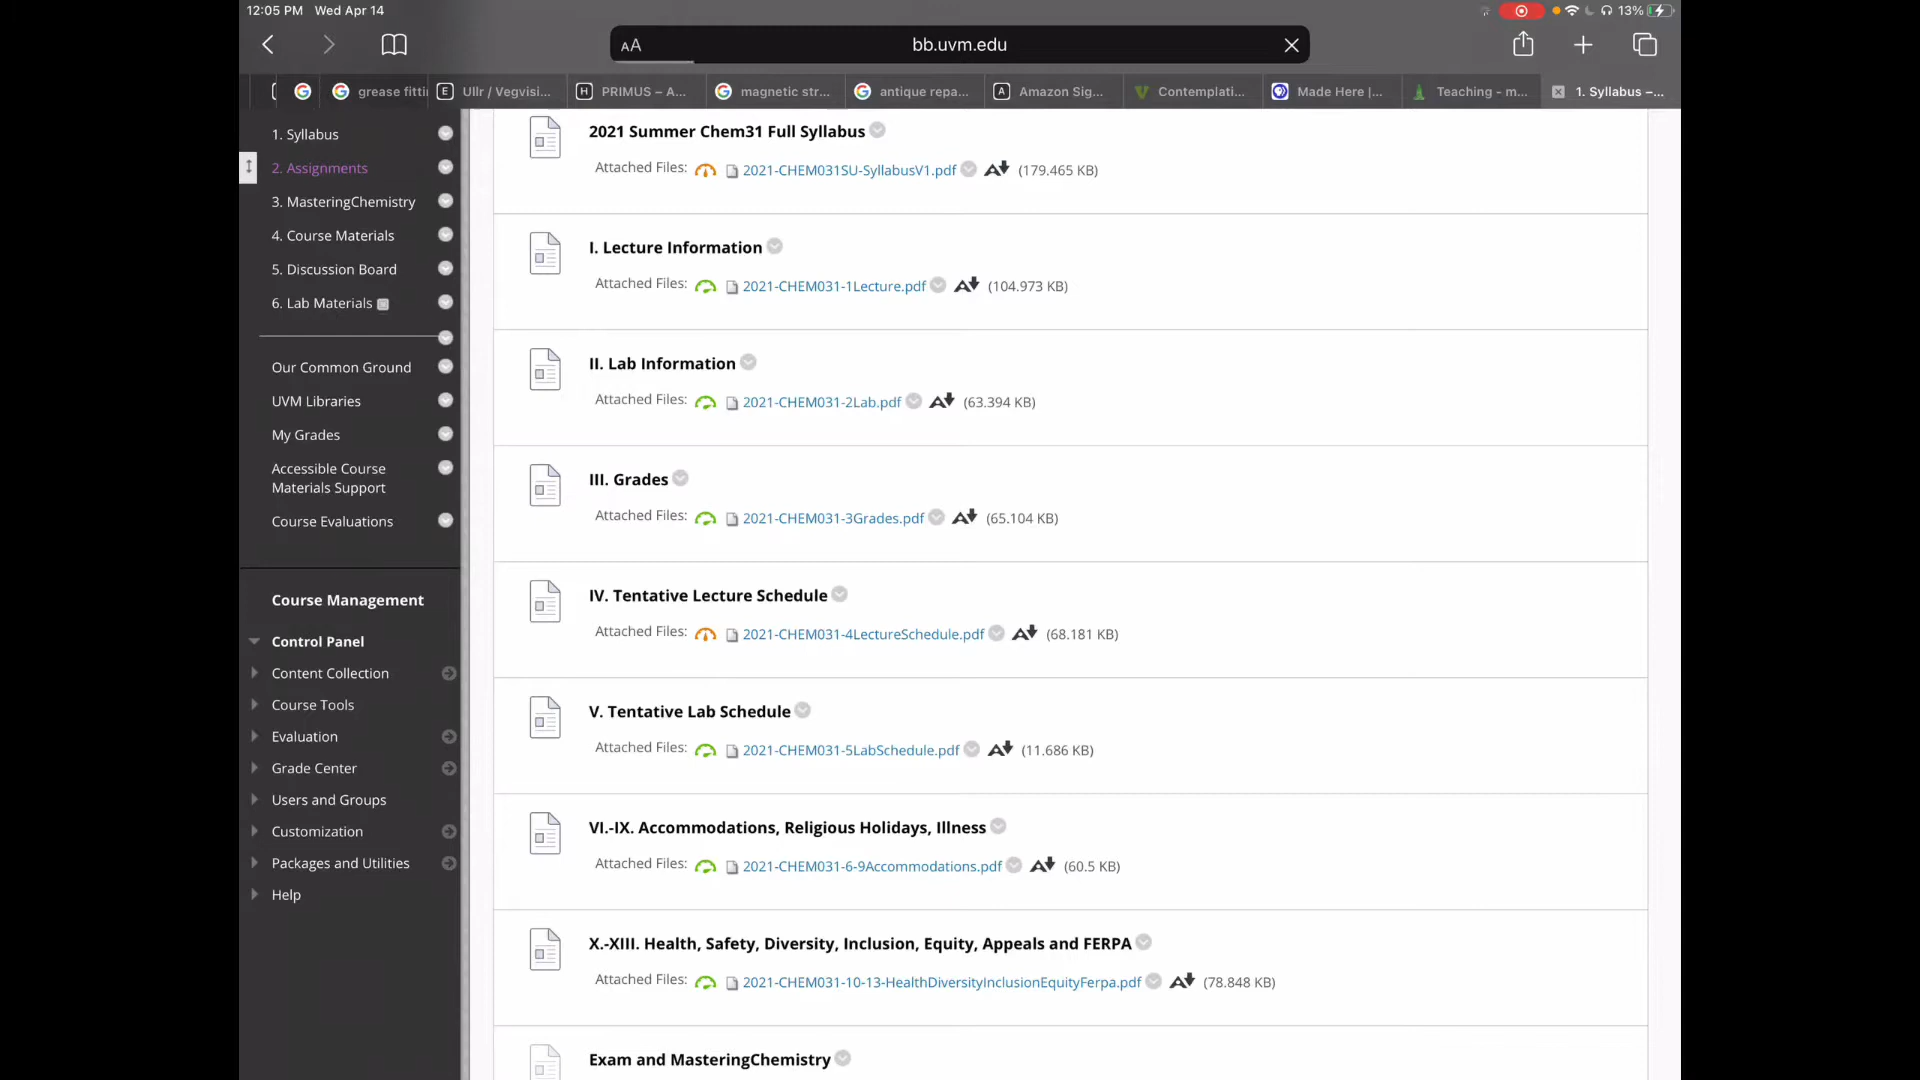 12:05 PM Wed Apr 14
13%
AA bb.uvm.edu
grease fitti
Ullr / Vegvisi...
PRIMUS – A...
magnetic str...
antique repa...
Amazon Sig...
Contemplati...
Made Here |...
Teaching - m...
1. Syllabus –...
1. Syllabus
2. Assignments
3. MasteringChemistry
4. Course Materials
5. Discussion Board
6. Lab Materials
Our Common Ground
UVM Libraries
My Grades
Accessible Course
Materials Support
Course Evaluations
Course Management
Control Panel
Content Collection
Course Tools
Evaluation
Grade Center
Users and Groups
Customization
Packages and Utilities
Help
2021 Summer Chem31 Full Syllabus
Attached Files: 2021-CHEM031SU-SyllabusV1.pdf (179.465 KB)
I. Lecture Information
Attached Files: 2021-CHEM031-1Lecture.pdf (104.973 KB)
II. Lab Information
Attached Files: 2021-CHEM031-2Lab.pdf (63.394 KB)
III. Grades
Attached Files: 2021-CHEM031-3Grades.pdf (65.104 KB)
IV. Tentative Lecture Schedule
Attached Files: 2021-CHEM031-4LectureSchedule.pdf (68.181 KB)
V. Tentative Lab Schedule
Attached Files: 2021-CHEM031-5LabSchedule.pdf (11.686 KB)
VI.-IX. Accommodations, Religious Holidays, Illness
Attached Files: 2021-CHEM031-6-9Accommodations.pdf (60.5 KB)
X.-XIII. Health, Safety, Diversity, Inclusion, Equity, Appeals and FERPA
Attached Files: 2021-CHEM031-10-13-HealthDiversityInclusionEquityFerpa.pdf (78.848 KB)
Exam and MasteringChemistry